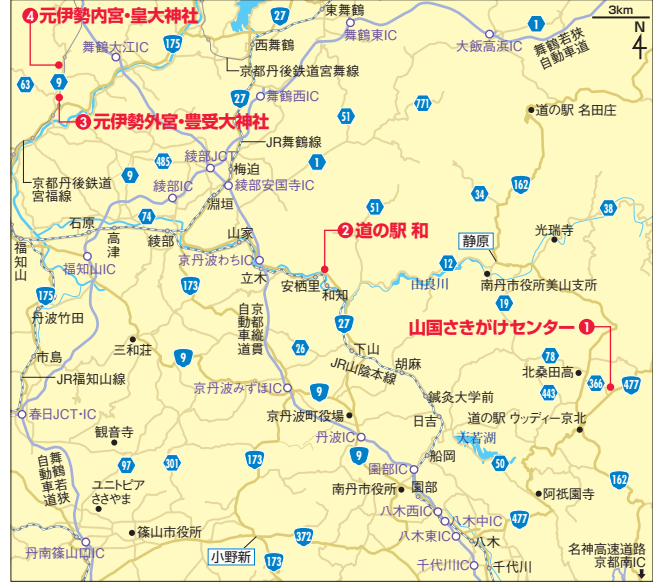 ❹元伊勢内宮・皇大神社
27
東舞鶴
舞鶴東IC
1
大飯高浜IC
3km
N
舞鶴若狭
自動車道
舞鶴大江IC
175
西舞鶴
京都丹後鉄道宮舞線
63
9
27
舞鶴西IC
51
771
道の駅 名田庄
❸元伊勢外宮・豊受大神社
JR舞鶴線
485
綾部JCT
1
9
梅迫
京都丹後鉄道
宮福線
綾部IC
綾部安国寺IC
34
162
淵垣
51
38
74
石原
山家
❷道の駅 和
光瑞寺
高津
綾部
静原
福知山
京丹波わちIC
12
福知山IC
立木
安栖里
和知
由良川
南丹市役所美山支所
175
173
19
丹波竹田
京都縦貫
自動車道
27
山国さきがけセンター❶
三和荘
下山
市島
9
26
胡麻
78
JR山陰本線
北桑田高
JR福知山線
京丹波みずほIC
9
鍼灸大学前
443
366
477
春日JCT・IC
京丹波町役場
日吉
道の駅 ウッディー京北
観音寺
丹波IC
天若湖
舞鶴若狭
自動車道
97
301
173
9
船岡
50
園部IC
162
ユニトピア
ささやま
南丹市役所
園部
阿祇園寺
八木西IC
篠山市役所
八木中IC
477
372
八木東IC
八木
丹南篠山口IC
小野新
173
名神高速道路
京都南IC
千代川IC
千代川